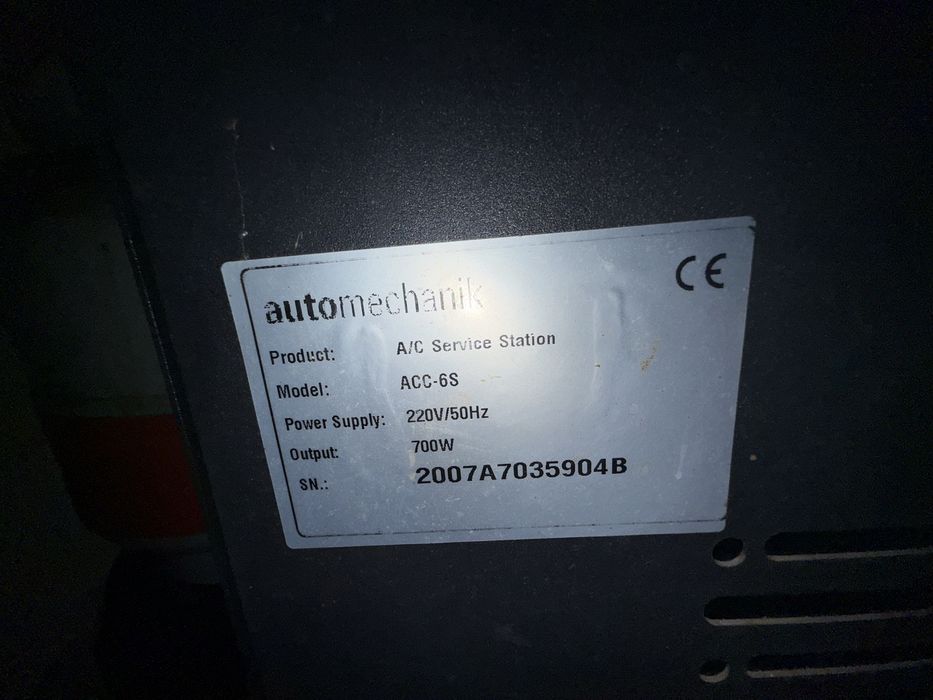 automechanik
CE
Product: A/C Service Station
Model: ACC-6S
Power Supply: 220V/50Hz
Output: 700W
SN.: 2007A7035904B